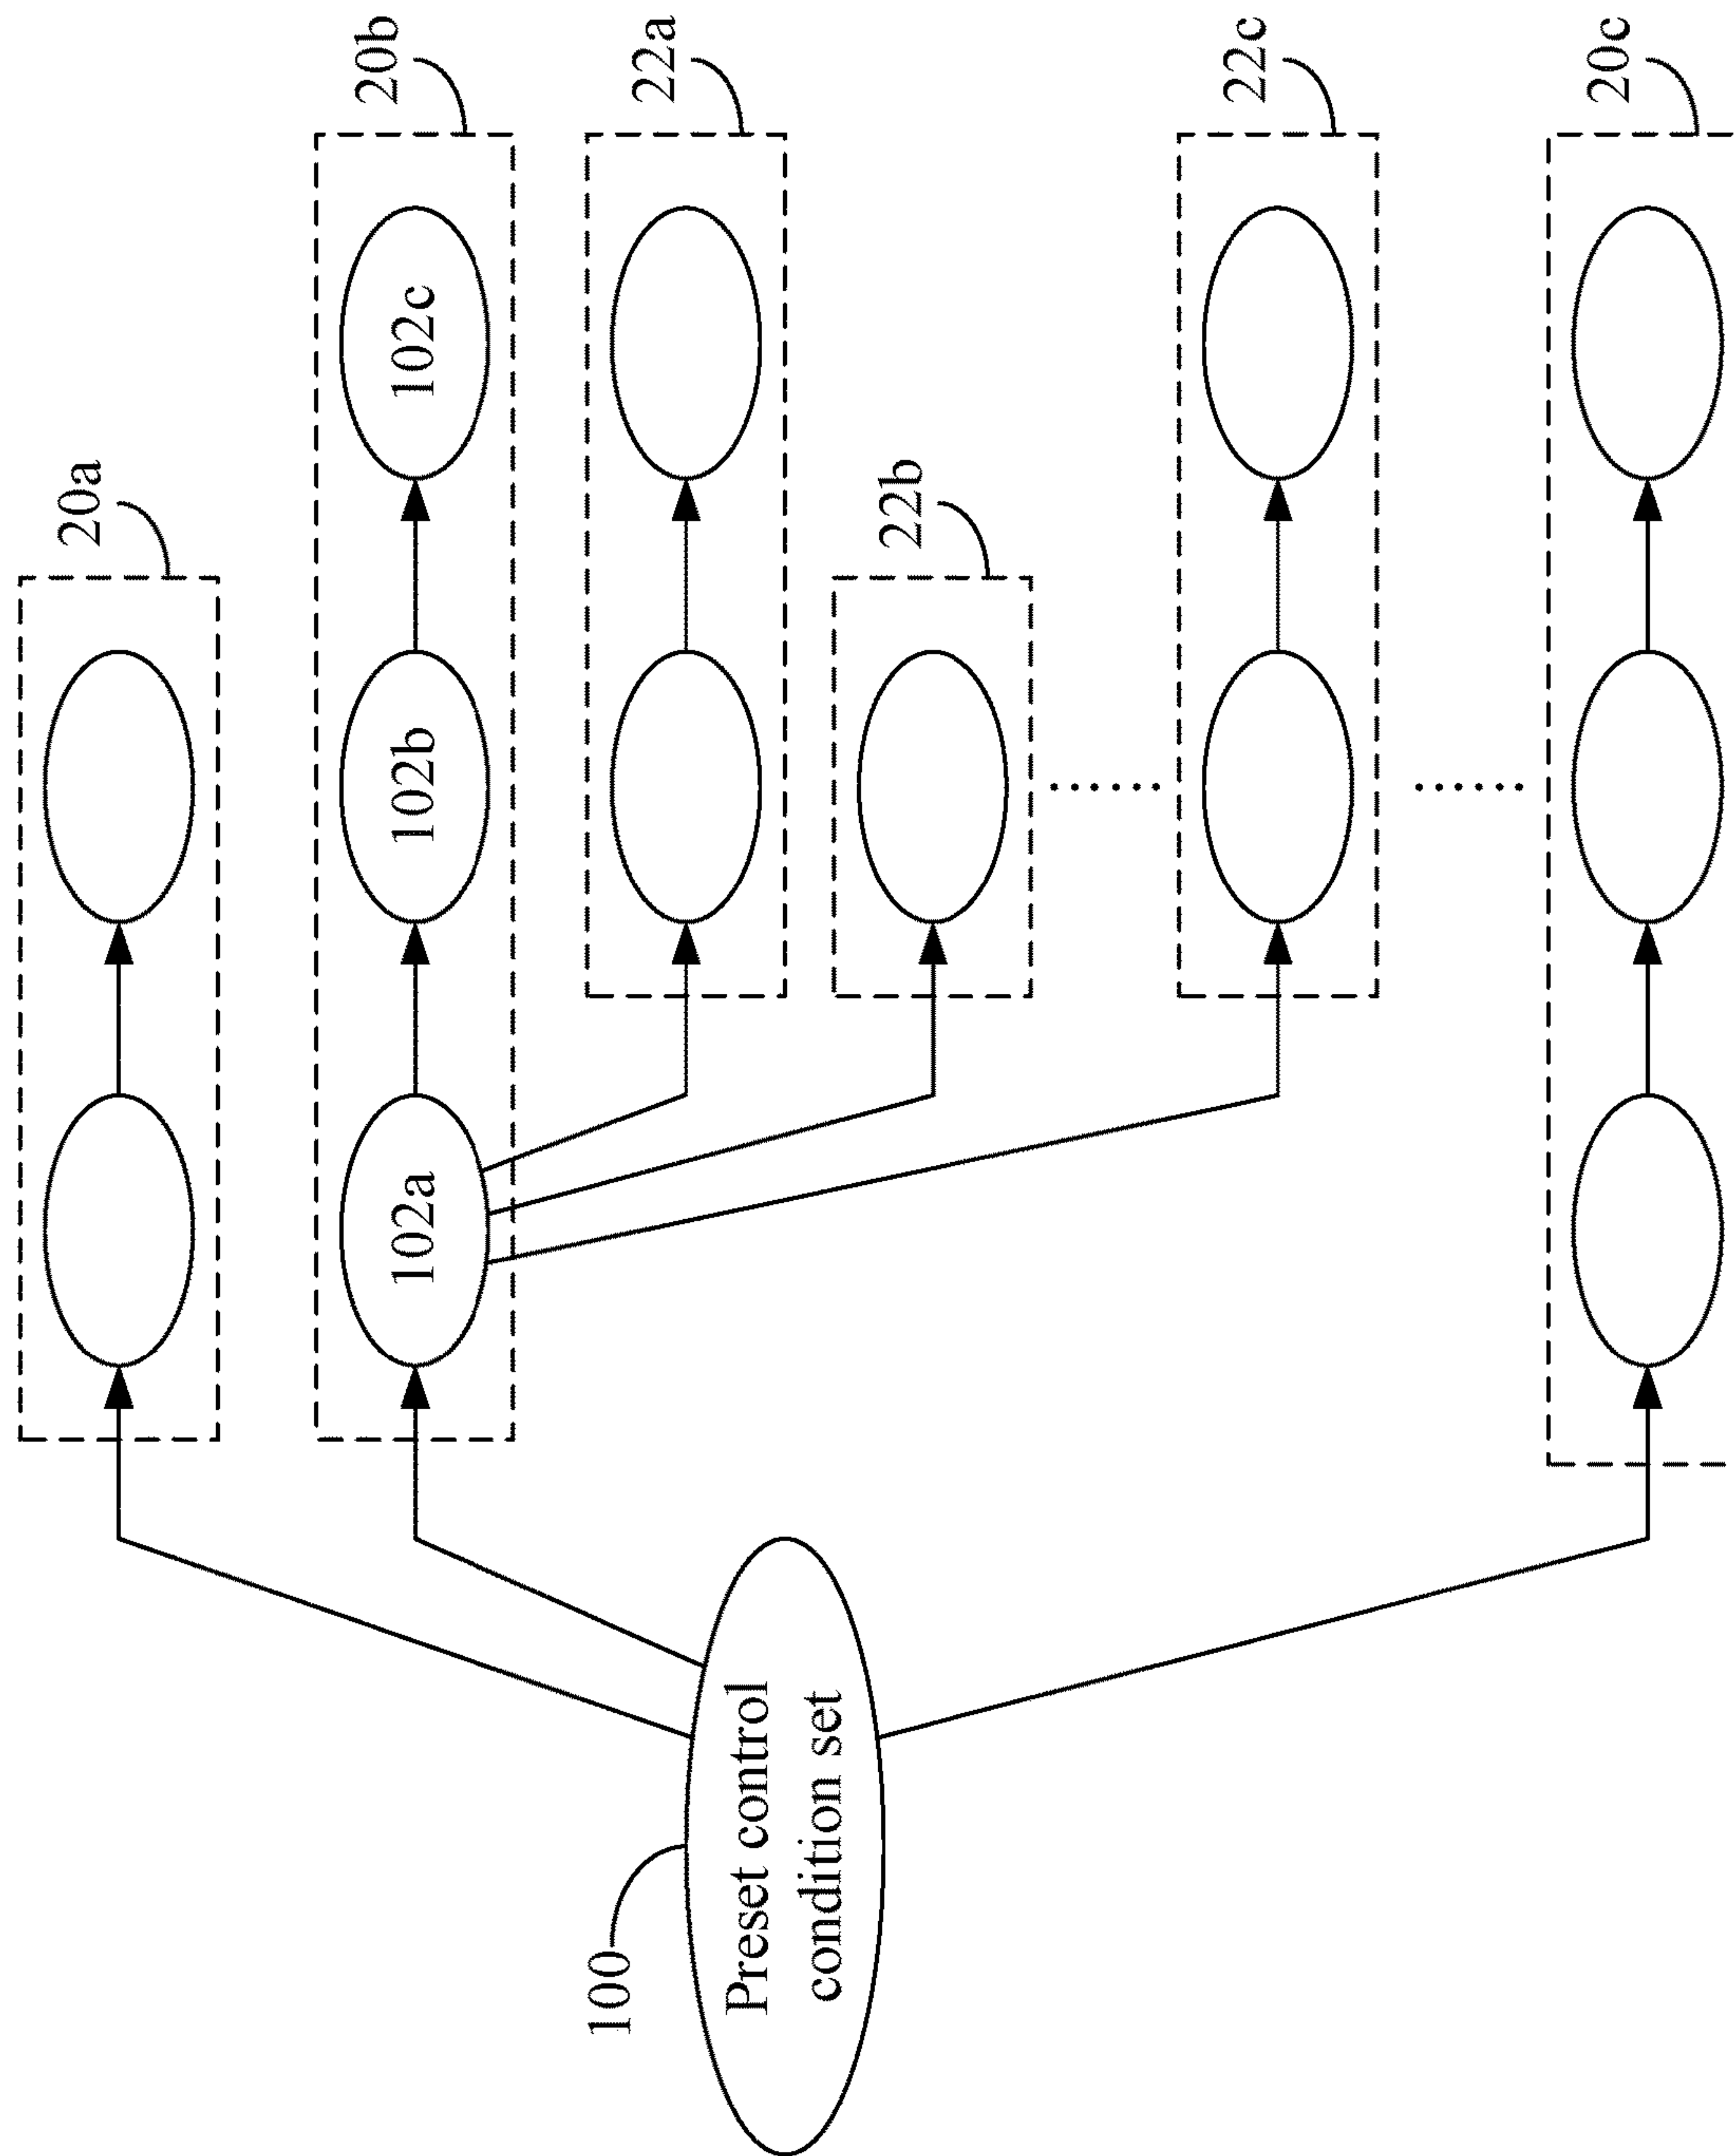 20a
20b
102a
102b
102c
22a
22b
22c
20c
100
Preset control
condition set